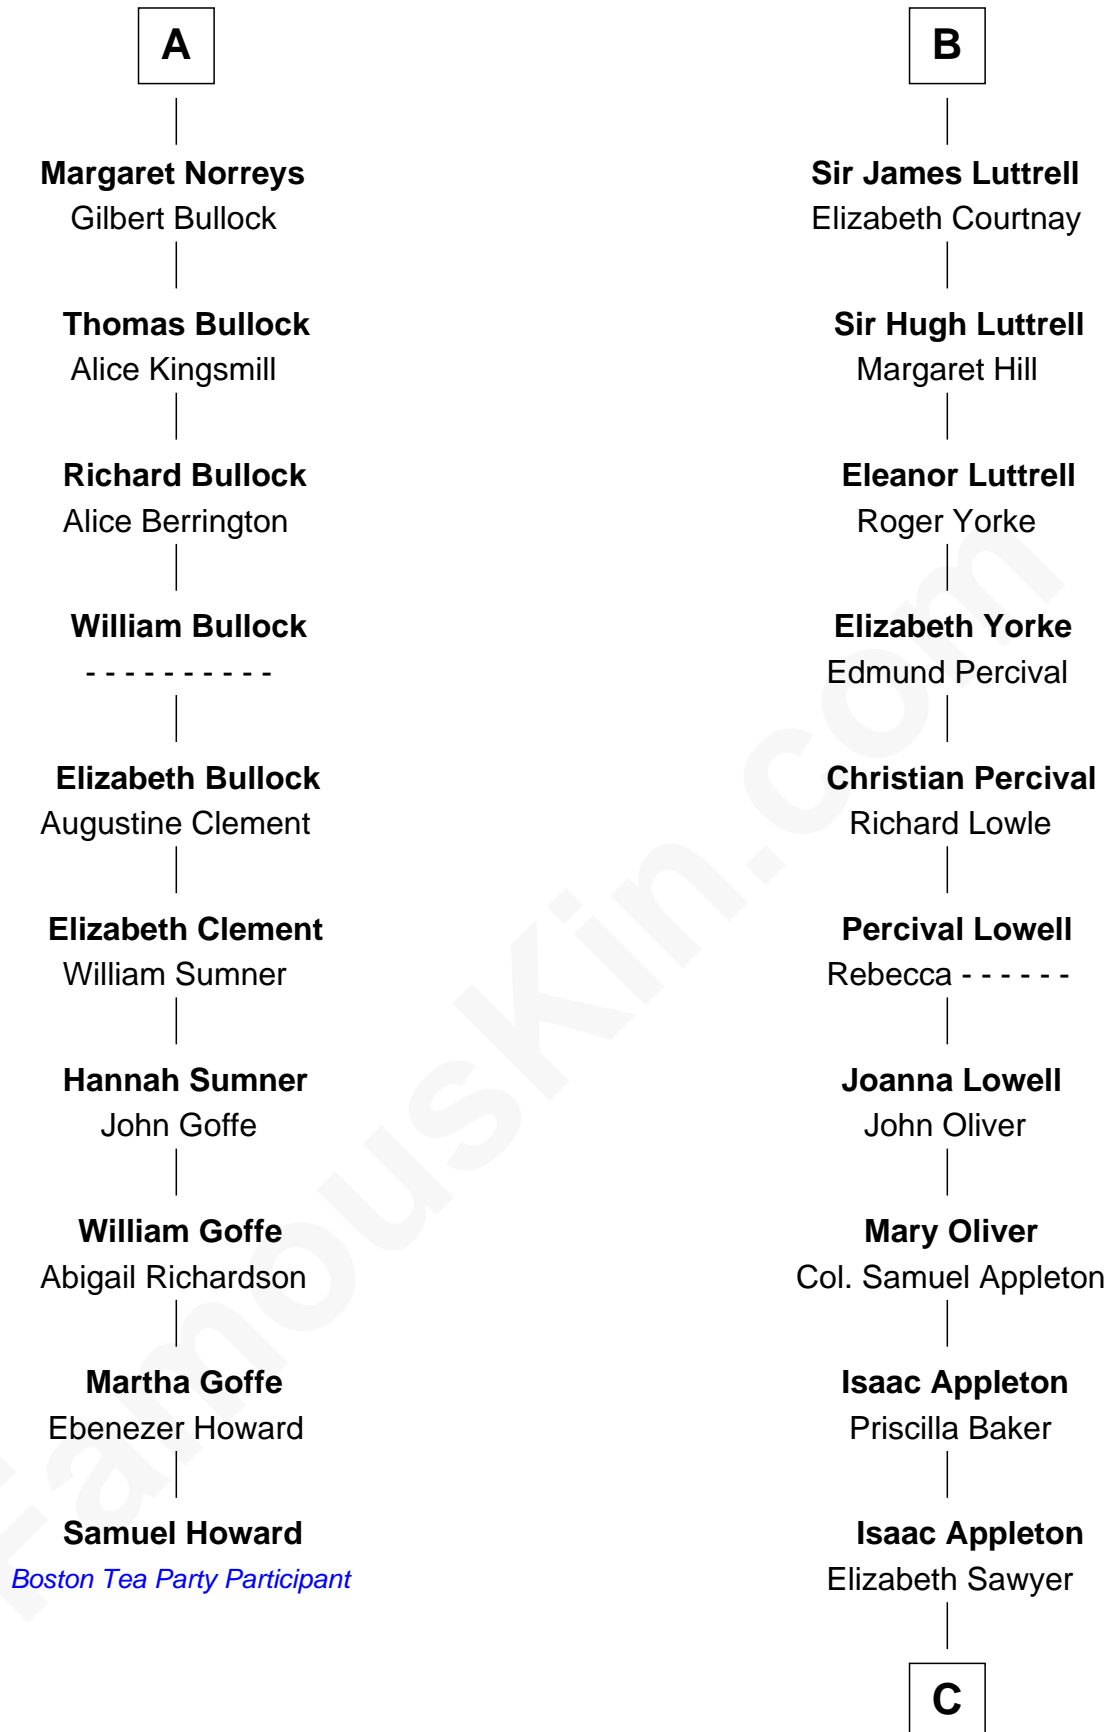 A
Margaret Norreys
Gilbert Bullock
Thomas Bullock
Alice Kingsmill
Richard Bullock
Alice Berrington
William Bullock
- - - - - - - - - -
Elizabeth Bullock
Augustine Clement
Elizabeth Clement
William Sumner
Hannah Sumner
John Goffe
William Goffe
Abigail Richardson
Martha Goffe
Ebenezer Howard
Samuel Howard
Boston Tea Party Participant
B
Sir James Luttrell
Elizabeth Courtnay
Sir Hugh Luttrell
Margaret Hill
Eleanor Luttrell
Roger Yorke
Elizabeth Yorke
Edmund Percival
Christian Percival
Richard Lowle
Percival Lowell
Rebecca - - - - - -
Joanna Lowell
John Oliver
Mary Oliver
Col. Samuel Appleton
Isaac Appleton
Priscilla Baker
Isaac Appleton
Elizabeth Sawyer
C
FamousKin.com